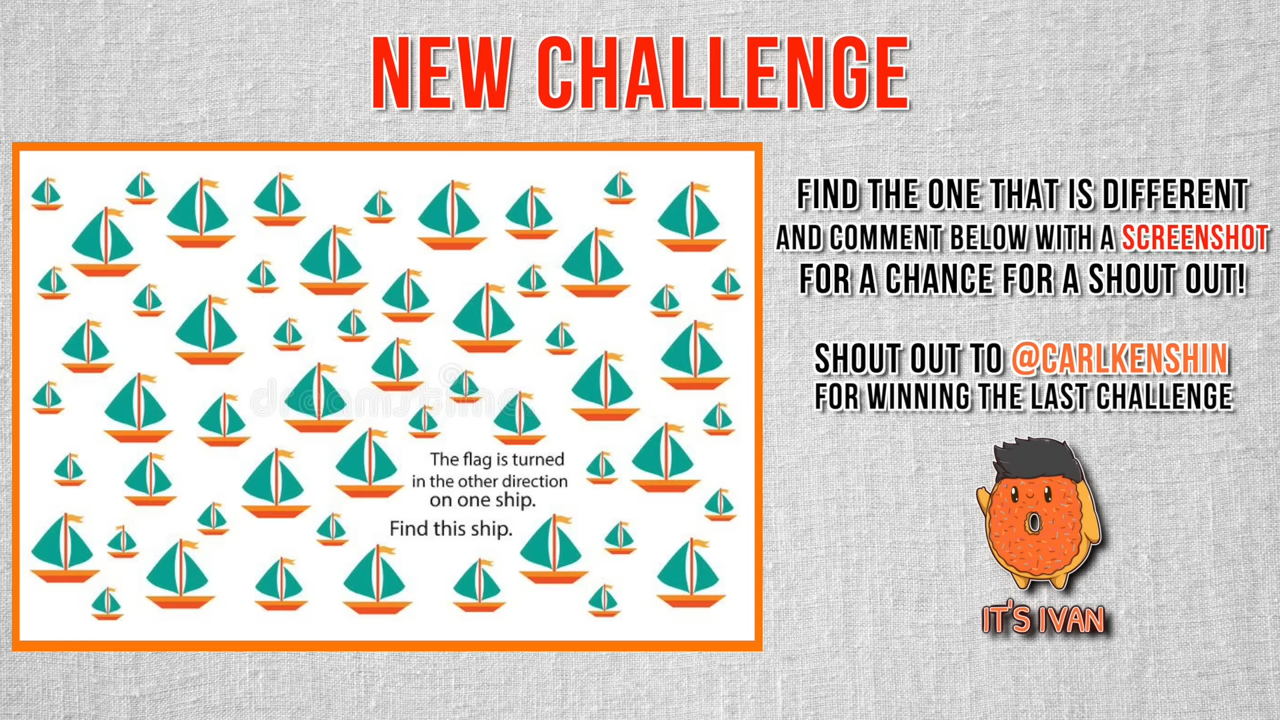 NEW CHALLENGE
FIND THE ONE THAT IS DIFFERENT
AND COMMENT BELOW WITH A SCREENSHOT
FOR A CHANCE FOR A SHOUT OUT!
SHOUT OUT TO @CARLKENSHIN
FOR WINNING THE LAST CHALLENGE
dreamstime
The flag is turned
in the other direction
on one ship.
Find this ship.
IT'S IVAN